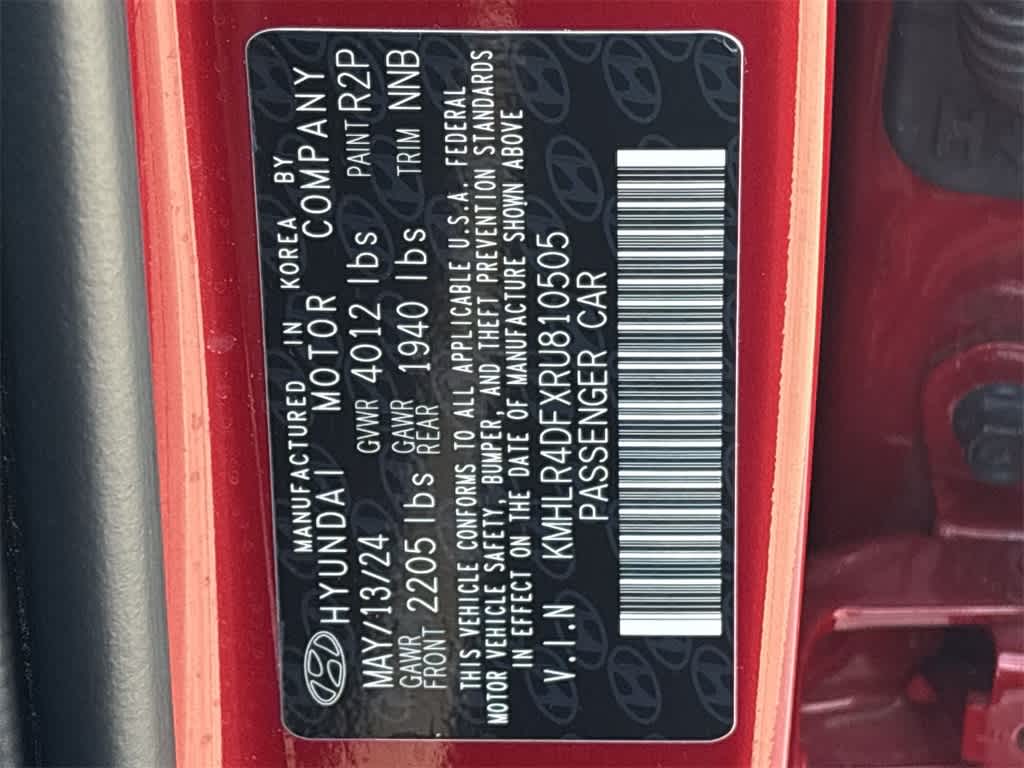 MANUFACTURED IN KOREA BY
HYUNDAI MOTOR COMPANY
MAY/13/24 GVWR 4012 lbs PAINT R2P
GAWR FRONT 2205 lbs GAWR REAR 1940 lbs TRIM NNB
THIS VEHICLE CONFORMS TO ALL APPLICABLE U.S.A. FEDERAL
MOTOR VEHICLE SAFETY, BUMPER, AND THEFT PREVENTION STANDARDS
IN EFFECT ON THE DATE OF MANUFACTURE SHOWN ABOVE
V.I.N KMHLR4DFXRU810505
PASSENGER CAR